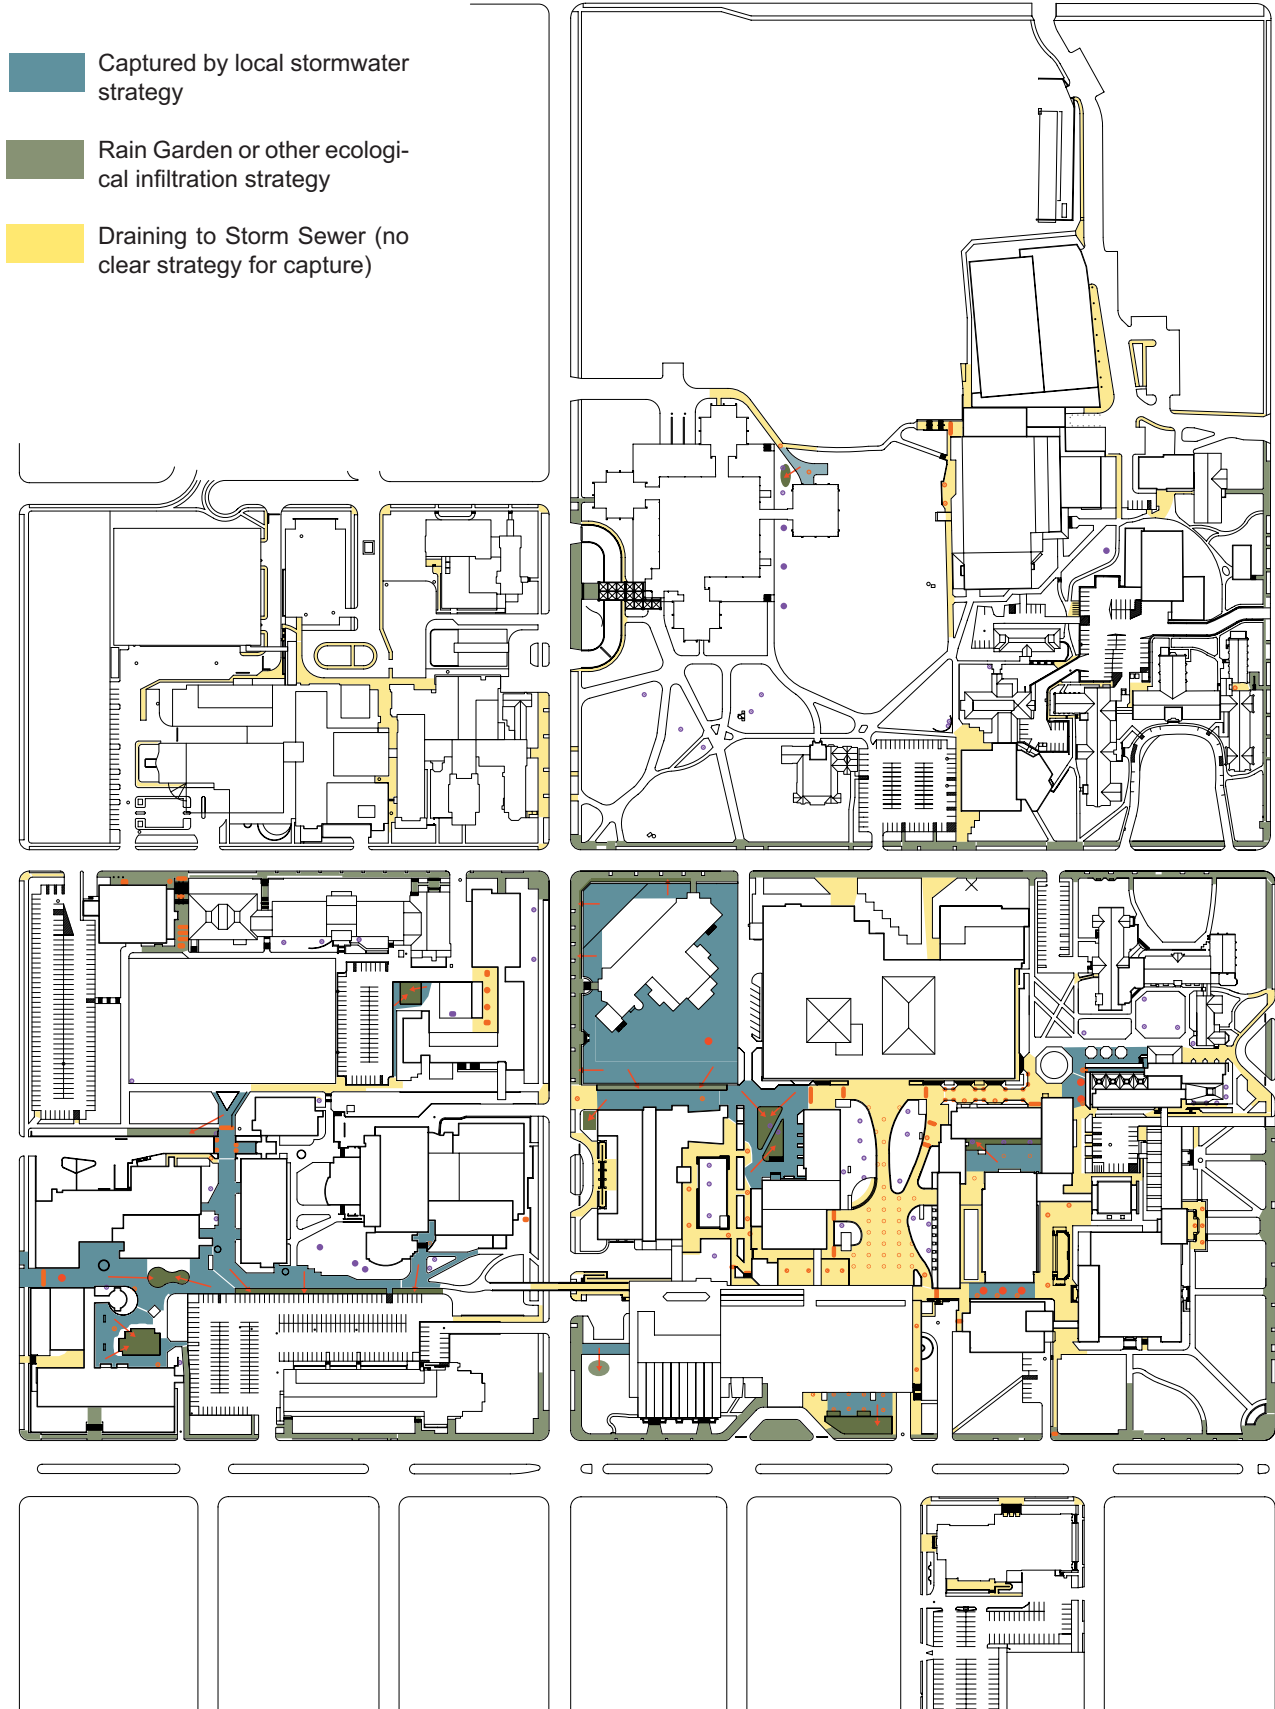 Captured by local stormwater
strategy
Rain Garden or other ecologi-
cal infiltration strategy
Draining to Storm Sewer (no
clear strategy for capture)